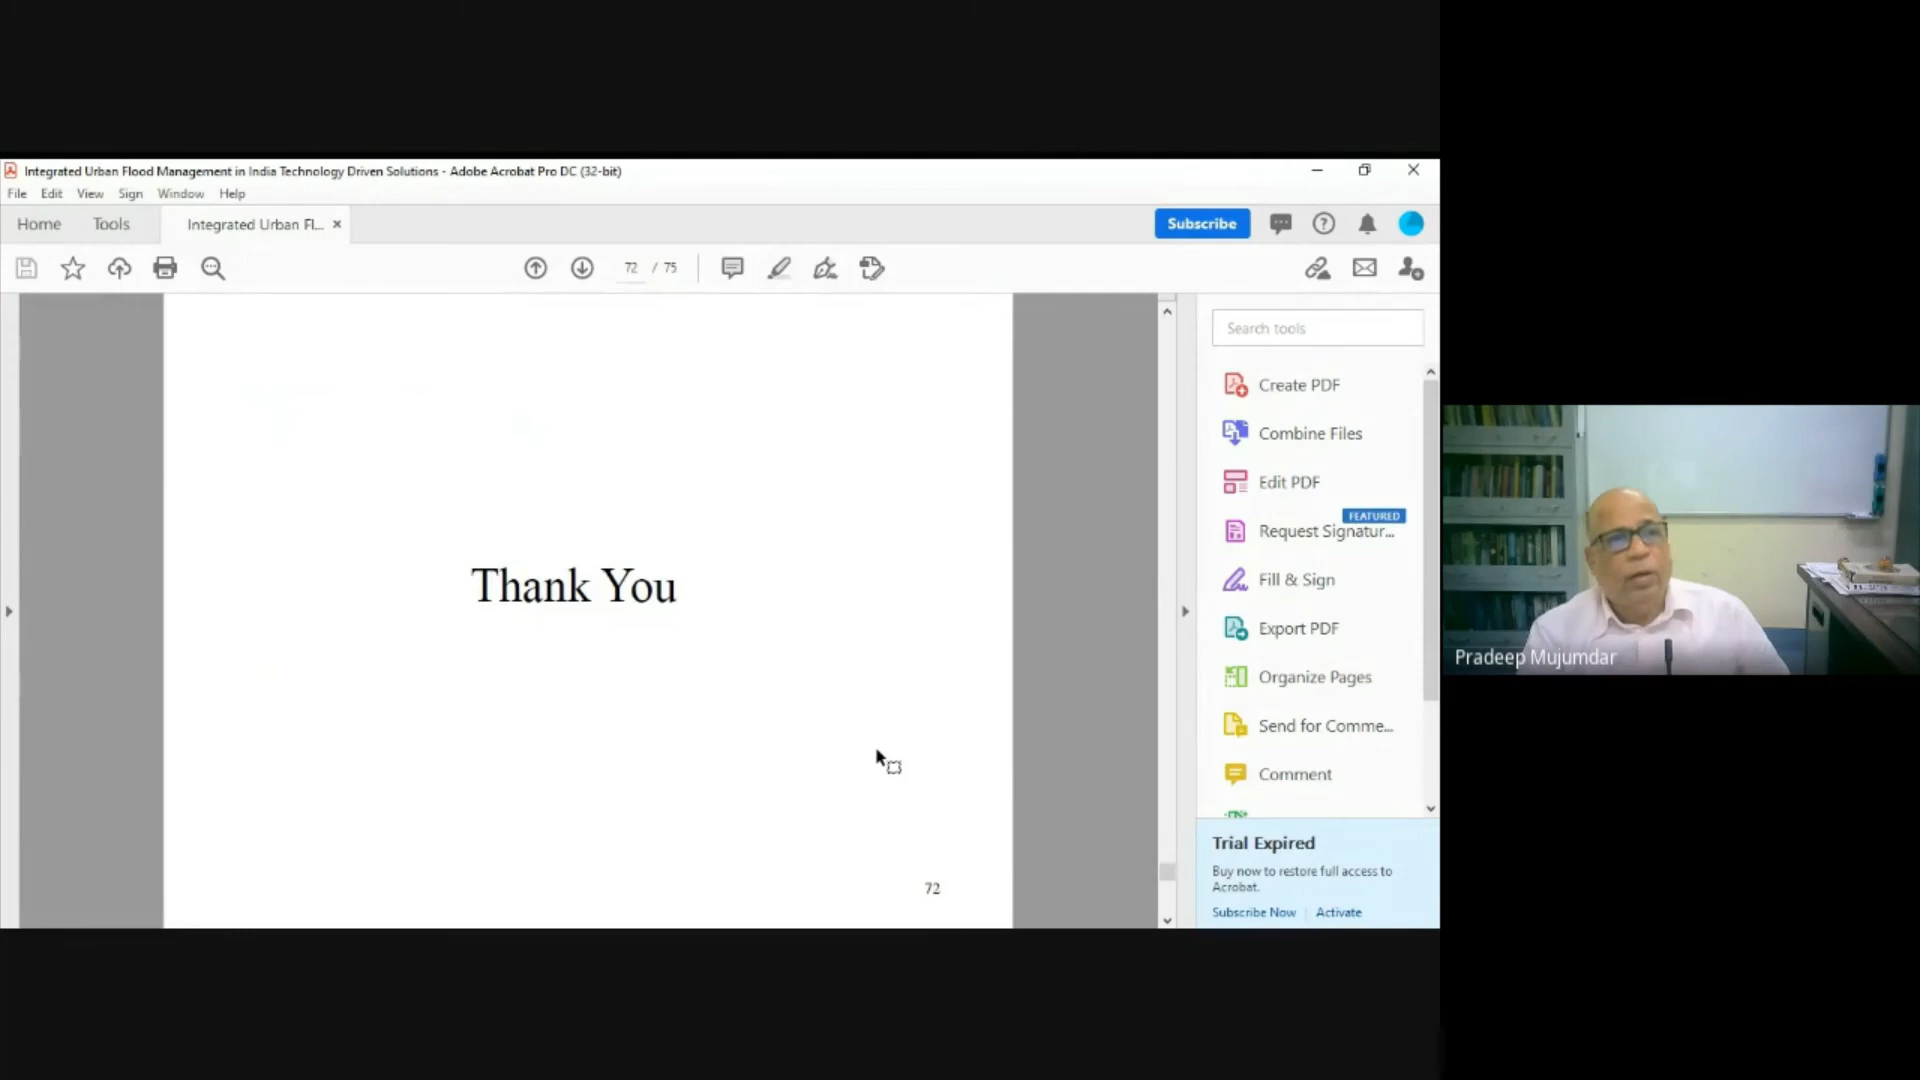 Integrated Urban Flood Management in India Technology Driven Solutions - Adobe Acrobat Pro DC (32-bit)
File Edit View Sign Window Help
Home Tools Integrated Urban Fl... × Subscribe
72 / 75
Search tools
Create PDF
Combine Files
Edit PDF
FEATURED
Request Signatur...
Fill & Sign
Export PDF
Organize Pages
Send for Comme...
Comment
Thank You
72
Trial Expired
Buy now to restore full access to
Acrobat.
Subscribe Now | Activate
Pradeep Mujumdar